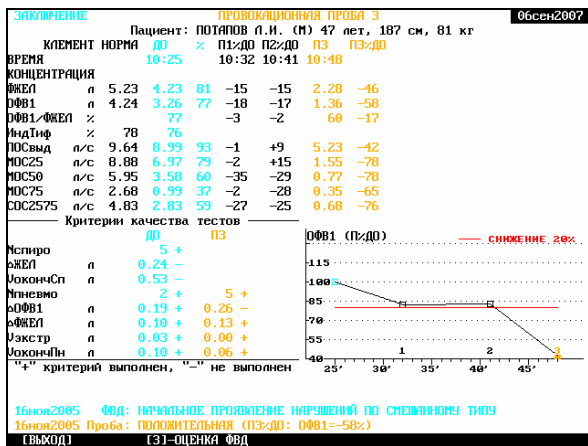 ЗАКЛЮЧЕНИЕ ПРОВОКАЦИОННАЯ ПРОБА 3 06сен2007
Пациент: ПОТАПОВ Л.И. (М) 47 лет, 187 см, 81 кг
КЛЕМЕНТ НОРМА ДО % П1%ДО П2%ДО П3 П3%ДО
ВРЕМЯ 10:25 10:32 10:41 10:48
КОНЦЕНТРАЦИЯ
ФЖЕЛ л 5.23 4.23 81 -15 -15 2.28 -46
ОФВ1 л 4.24 3.26 77 -18 -17 1.36 -58
ОФВ1/ФЖЕЛ % 77 -3 -2 60 -17
ИндТиф % 78 76
ПОСвыд л/с 9.64 8.99 93 -1 +9 5.23 -42
МОС25 л/с 8.88 6.97 79 -2 +15 1.55 -78
МОС50 л/с 5.95 3.58 60 -35 -29 0.77 -78
МОС75 л/с 2.68 0.99 37 -2 -28 0.35 -65
СОС2575 л/с 4.83 2.83 59 -27 -25 0.68 -76
Критерии качества тестов
ДО П3
Nспиро 5 +
△ЖЕЛ л 0.24 -
VокончСп л 0.53 -
Nпневмо 2 + 5 +
△ОФВ1 л 0.19 + 0.26 -
△ФЖЕЛ л 0.10 + 0.13 +
Vэкстр л 0.03 + 0.00 +
VокончПн л 0.10 + 0.06 +
"+" критерий выполнен, "-" не выполнен
ОФВ1 (П%ДО) СНИЖЕНИЕ 20%
115
100
85
70
55
40
1 2 3
25' 30' 35' 40' 45'
16ноя2005 ФВД: НАЧАЛЬНОЕ ПРОЯВЛЕНИЕ НАРУШЕНИЙ ПО СМЕШАННОМУ ТИПУ
16ноя2005 Проба: ПОЛОЖИТЕЛЬНАЯ (П3%ДО: ОФВ1=-58%)
[ВЫХОД] [3]-ОЦЕНКА ФВД